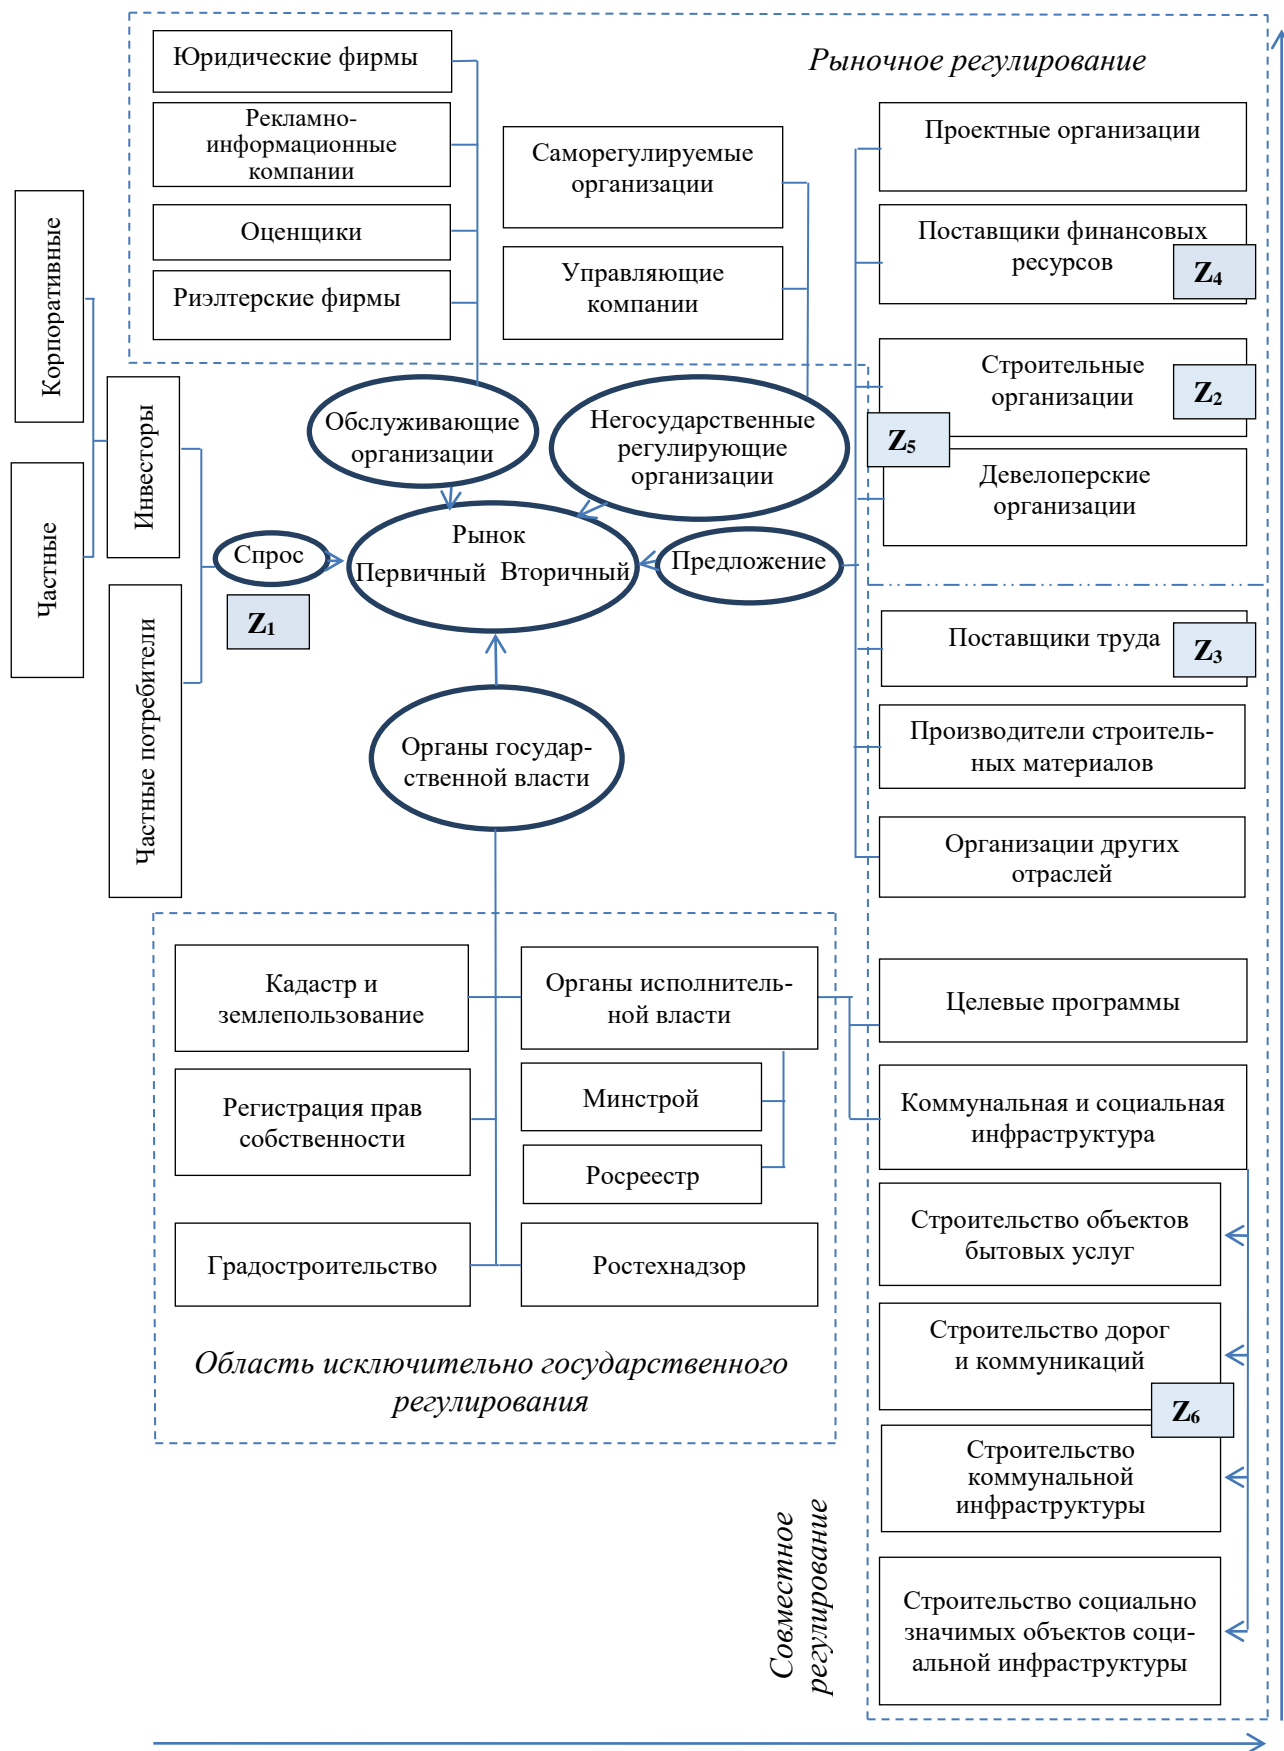 Рыночное регулирование
Юридические фирмы
Рекламно-
информационные
компании
Оценщики
Риэлтерские фирмы
Саморегулируемые
организации
Управляющие
компании
Проектные организации
Поставщики финансовых
ресурсов
Z4
Строительные
организации
Z2
Z5
Девелоперские
организации
Корпоративные
Частные
Инвесторы
Частные потребители
Обслуживающие
организации
Негосударственные
регулирующие
организации
Спрос
Z1
Рынок
Первичный Вторичный
Предложение
Поставщики труда
Z3
Производители строитель-
ных материалов
Организации других
отраслей
Органы государ-
ственной власти
Кадастр и
землепользование
Органы исполнитель-
ной власти
Регистрация прав
собственности
Минстрой
Росреестр
Градостроительство
Ростехнадзор
Область исключительно государственного
регулирования
Целевые программы
Коммунальная и социальная
инфраструктура
Строительство объектов
бытовых услуг
Строительство дорог
и коммуникаций
Z6
Строительство
коммунальной
инфраструктуры
Строительство социально
значимых объектов соци-
альной инфраструктуры
Совместное
регулирование